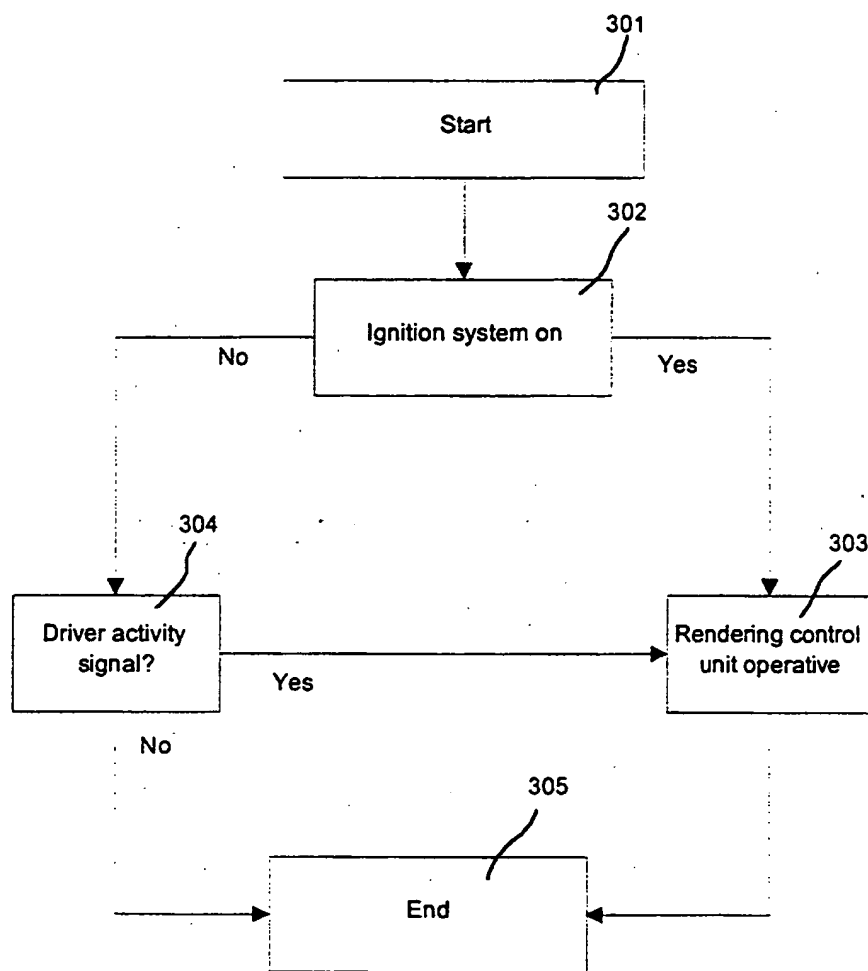 301
Start
302
Ignition system on
No
Yes
304
303
Driver activity
signal?
Rendering control
unit operative
Yes
No
305
End